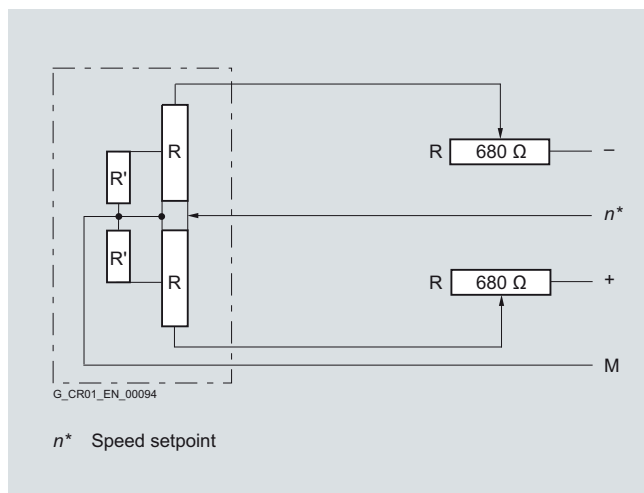 R
R 680 Ω –
R'
n*
R'
R
R 680 Ω +
M
G_CR01_EN_00094
n* Speed setpoint